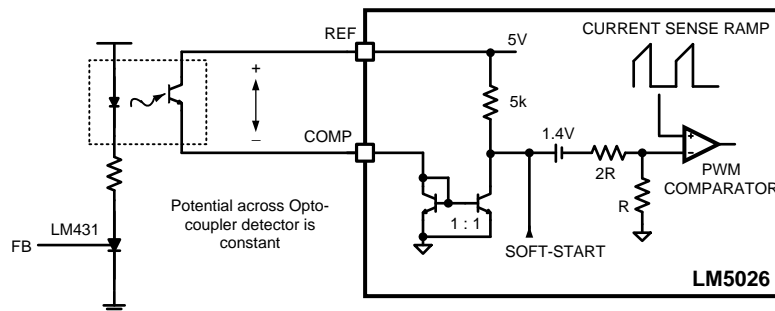 CURRENT SENSE RAMP
REF
5V
5k
+
–
COMP
1.4V
2R
+
–
PWM
COMPARATOR
R
Potential across Opto-
coupler detector is
constant
1 : 1
LM431
FB
SOFT-START
LM5026